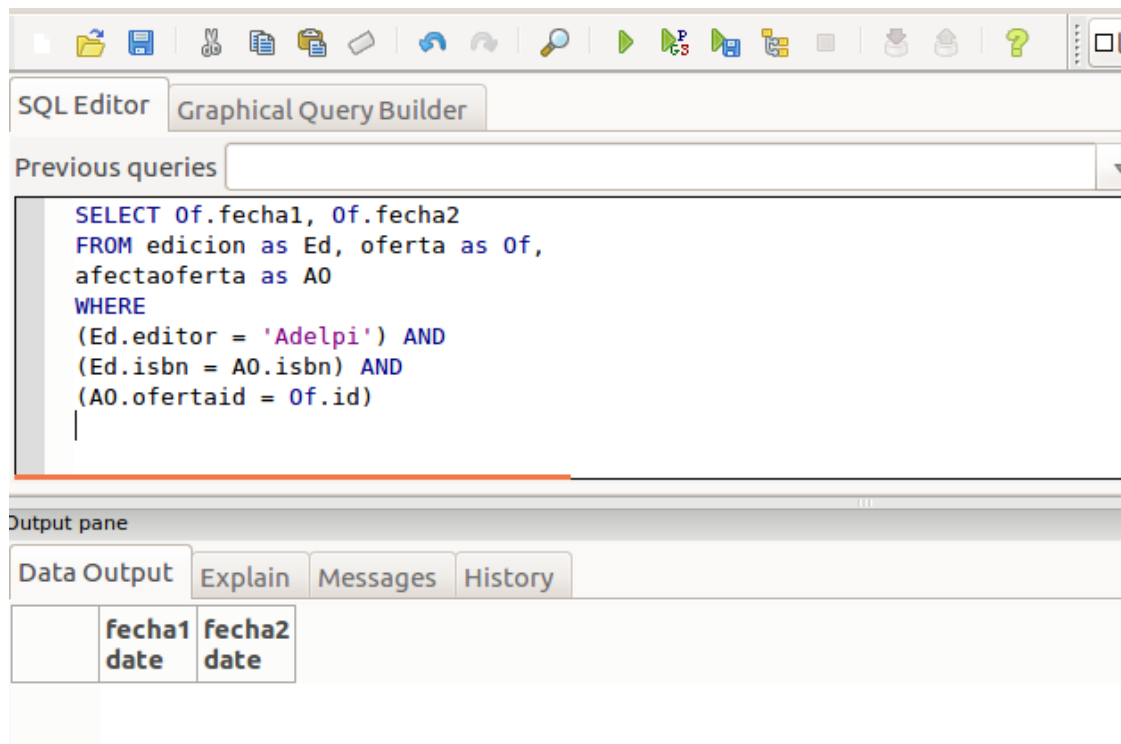 SQL Editor
Graphical Query Builder
Previous queries
SELECT Of.fecha1, Of.fecha2
FROM edicion as Ed, oferta as Of,
afectaoferta as AO
WHERE
(Ed.editor = 'Adelpi') AND
(Ed.isbn = AO.isbn) AND
(AO.ofertaid = Of.id)
Output pane
Data Output
Explain
Messages
History
fecha1 fecha2
date date